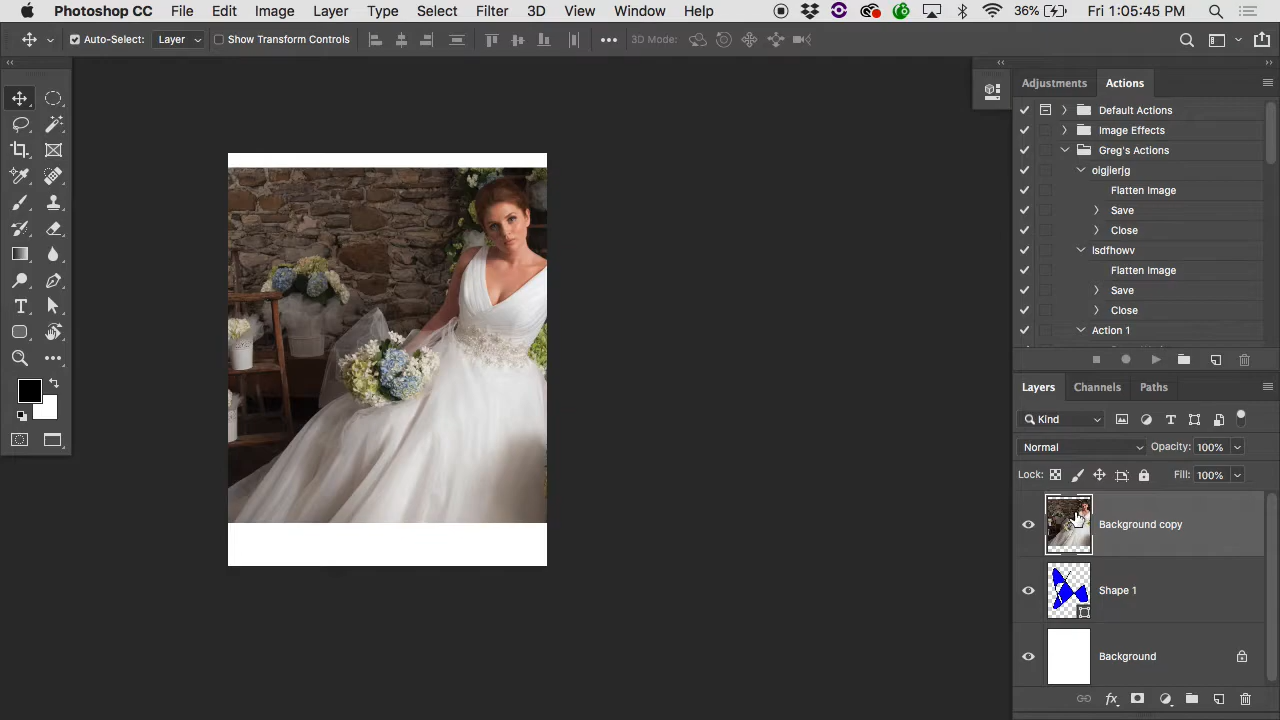 Photoshop CC File Edit Image Layer Type Select Filter 3D View Window Help 36% Fri 1:05:45 PM
Auto-Select: Layer Show Transform Controls 3D Mode:
Adjustments Actions
Default Actions
Image Effects
Greg's Actions
olgjlerjg
Flatten Image
Save
Close
lsdfhowv
Flatten Image
Save
Close
Action 1
Layers Channels Paths
Kind
Normal Opacity: 100%
Lock: Fill: 100%
Background copy
Shape 1
Background